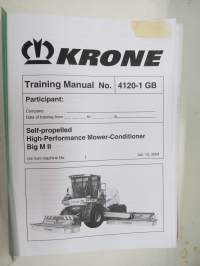 KRONE
Training Manual No. 4120-1 GB
Participant:
Company:
Date of training from: to: in:
Self-propelled
High-Performance Mower-Conditioner
Big M II